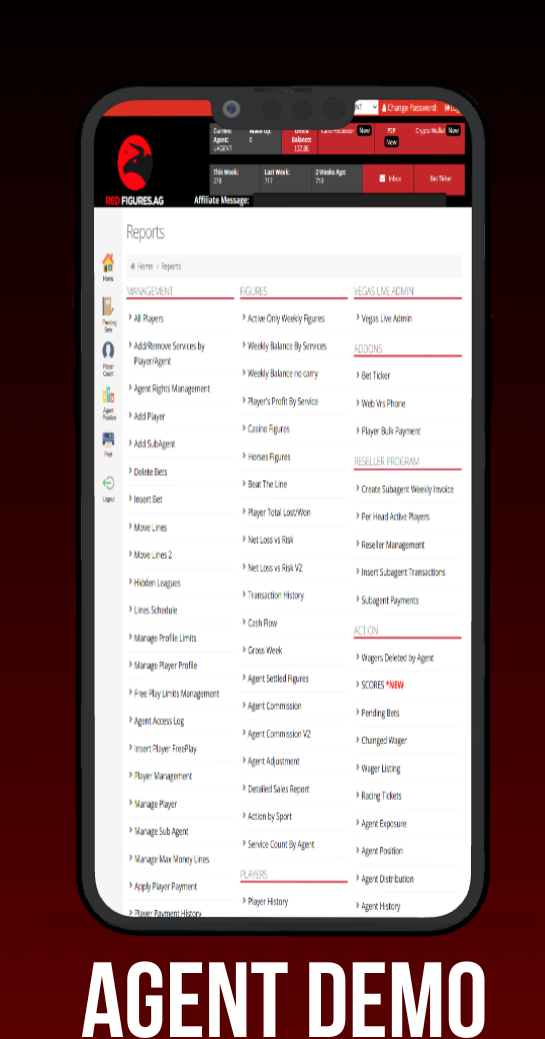 Change Password
Current
Agent:
UAGENT
Make Up:
0
Office
Balance:
New
P2P
New
Crypto Wallet New
This Week:
278
Last Week:
717
2 Weeks Ago:
713
Inbox
Bet Ticker
RED FIGURES.AG
Affiliate Message:
Reports
Home > Reports
Home
Pending
Bets
Player
Count
Agent
Position
Print
Logout
MANAGEMENT
All Players
Add/Remove Services by
Player/Agent
Agent Rights Management
Add Player
Add SubAgent
Delete Bets
Insert Bet
Move Lines
Move Lines 2
Hidden Leagues
Lines Schedule
Manage Profile Limits
Manage Player Profile
Free Play Limits Management
Agent Access Log
Insert Player FreePlay
Player Management
Manage Player
Manage Sub Agent
Manage Max Money Lines
Apply Player Payment
Player Payment History
FIGURES
Active Only Weekly Figures
Weekly Balance By Services
Weekly Balance no carry
Player's Profit By Service
Casino Figures
Horses Figures
Beat The Line
Player Total Lost/Won
Net Loss vs Risk
Net Loss vs Risk V2
Transaction History
Cash Flow
Gross Week
Agent Settled Figures
Agent Commission
Agent Commission V2
Agent Adjustment
Detailed Sales Report
Action by Sport
Service Count By Agent
PLAYERS
Player History
VEGAS LIVE ADMIN
Vegas Live Admin
ADDONS
Bet Ticker
Web Vrs Phone
Player Bulk Payment
RESELLER PROGRAM
Create Subagent Weekly Invoice
Per Head Active Players
Reseller Management
Insert Subagent Transactions
Subagent Payments
ACTION
Wagers Deleted by Agent
SCORES *NEW
Pending Bets
Changed Wager
Wager Listing
Racing Tickets
Agent Exposure
Agent Position
Agent Distribution
Agent History
AGENT DEMO